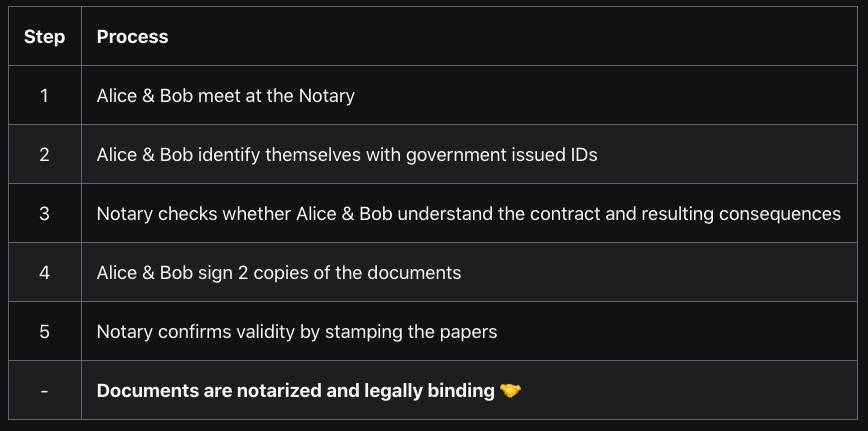 Step Process
1 Alice & Bob meet at the Notary
2 Alice & Bob identify themselves with government issued IDs
3 Notary checks whether Alice & Bob understand the contract and resulting consequences
4 Alice & Bob sign 2 copies of the documents
5 Notary confirms validity by stamping the papers
- Documents are notarized and legally binding 🤝